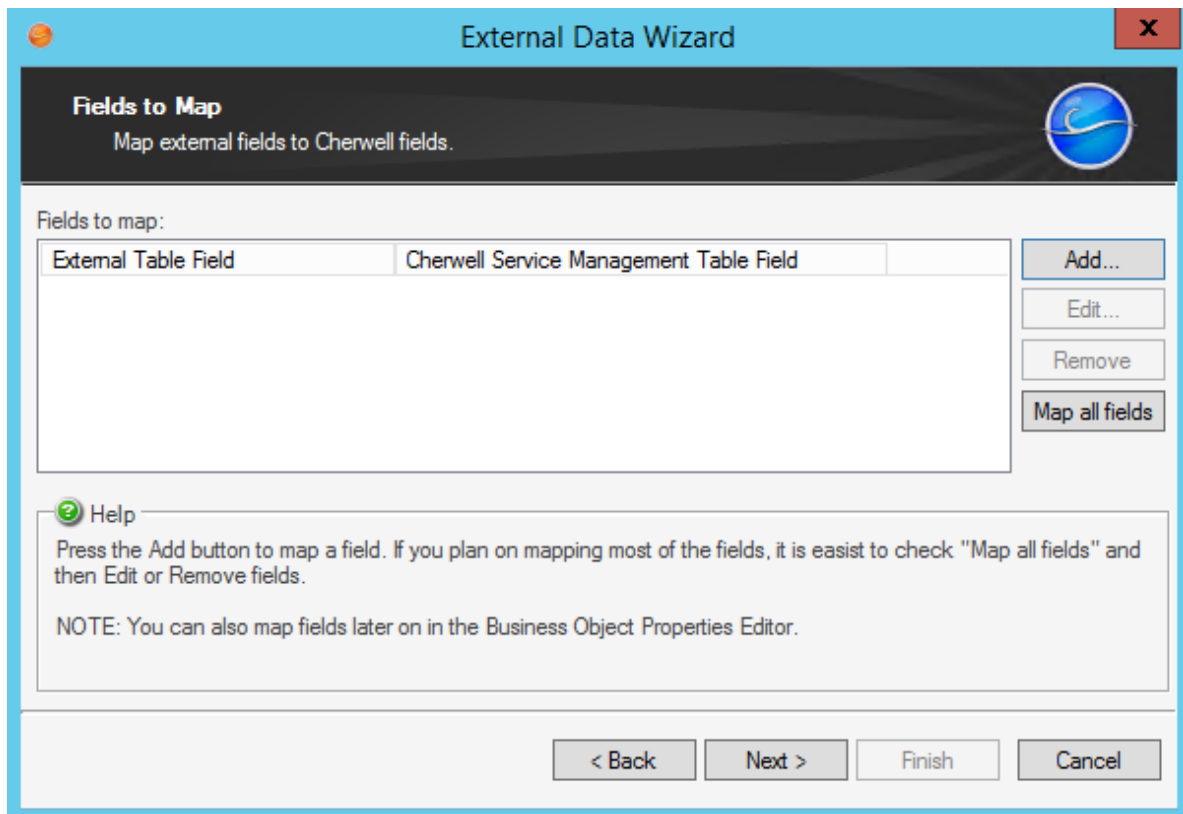 External Data Wizard
x
Fields to Map
Map external fields to Cherwell fields.
Fields to map:
External Table Field Cherwell Service Management Table Field
Add...
Edit...
Remove
Map all fields
Help
Press the Add button to map a field. If you plan on mapping most of the fields, it is easist to check "Map all fields" and
then Edit or Remove fields.
NOTE: You can also map fields later on in the Business Object Properties Editor.
< Back Next > Finish Cancel